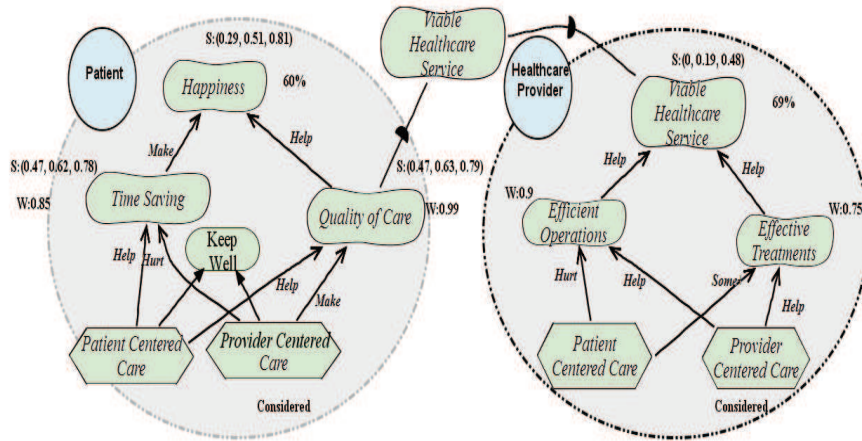 S:(0.29, 0.51, 0.81)
Patient
Happiness
60%
Viable
Healthcare
Service
S:(0, 0.19, 0.48)
Healthcare
Provider
Viable
Healthcare
Service
69%
Make
Help
Help
Help
S:(0.47, 0.62, 0.78)
S:(0.47, 0.63, 0.79)
W:0.85
Time Saving
Quality of Care
W:0.99
W:0.9
Efficient
Operations
W:0.75
Effective
Treatments
Keep
Well
Help
Hurt
Help
Make
Hurt
Help
Some+
Help
Patient Centered
Care
Provider Centered
Care
Patient
Centered Care
Provider
Centered Care
Considered
Considered